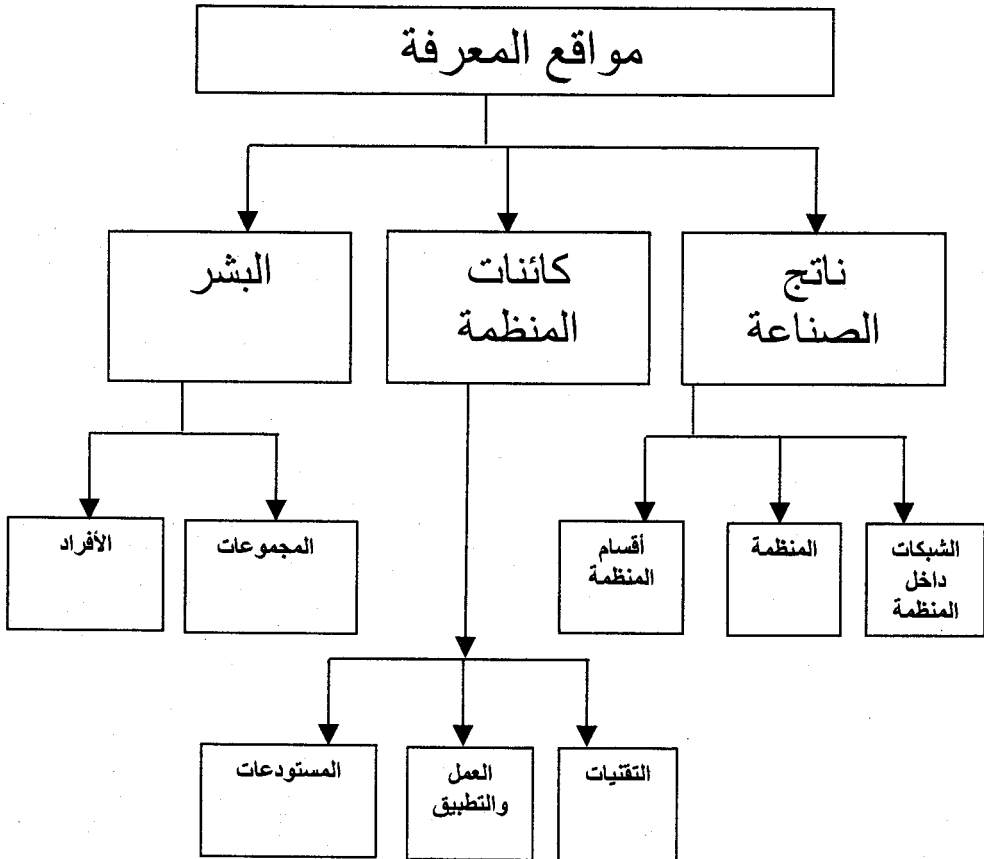 مواقع المعرفة
ناتج
الصناعة
كائنات
المنظمة
البشر
الشبكات
داخل
المنظمة
المنظمة
أقسام
المنظمة
المجموعات
الأفراد
التقنيات
العمل
والتطبيق
المستودعات